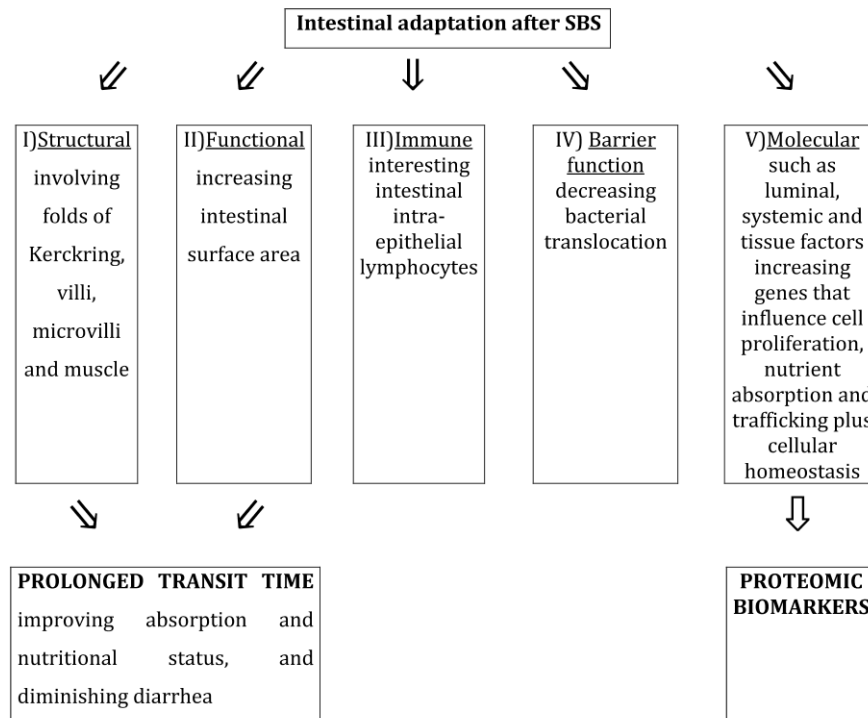 Intestinal adaptation after SBS
I)Structural
involving
folds of
Kerckring,
villi,
microvilli
and muscle
II)Functional
increasing
intestinal
surface area
III)Immune
interesting
intestinal
intra-
epithelial
lymphocytes
IV) Barrier
function
decreasing
bacterial
translocation
V)Molecular
such as
luminal,
systemic and
tissue factors
increasing
genes that
influence cell
proliferation,
nutrient
absorption and
trafficking plus
cellular
homeostasis
PROLONGED TRANSIT TIME
improving absorption and
nutritional status, and
diminishing diarrhea
PROTEOMIC
BIOMARKERS